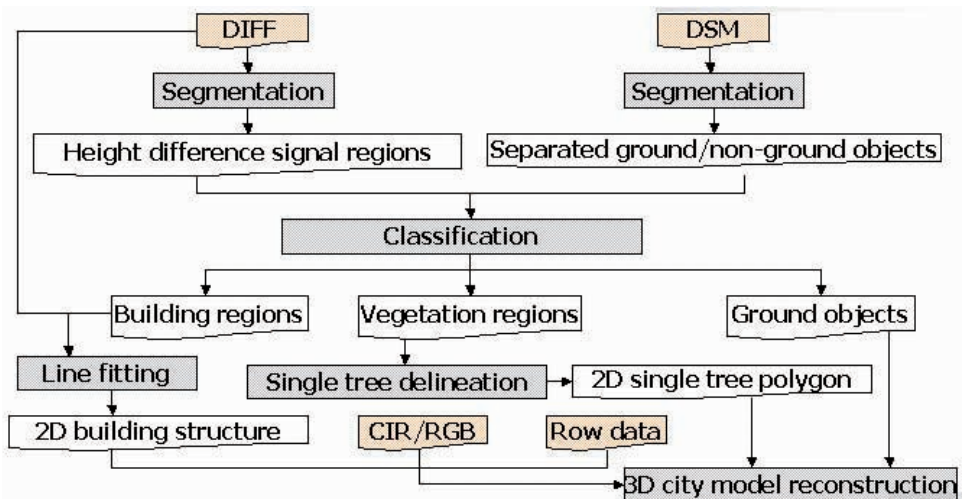 DIFF
DSM
Segmentation
Segmentation
Height difference signal regions
Separated ground/non-ground objects
Classification
Building regions
Vegetation regions
Ground objects
Line fitting
Single tree delineation
2D single tree polygon
2D building structure
CIR/RGB
Row data
3D city model reconstruction